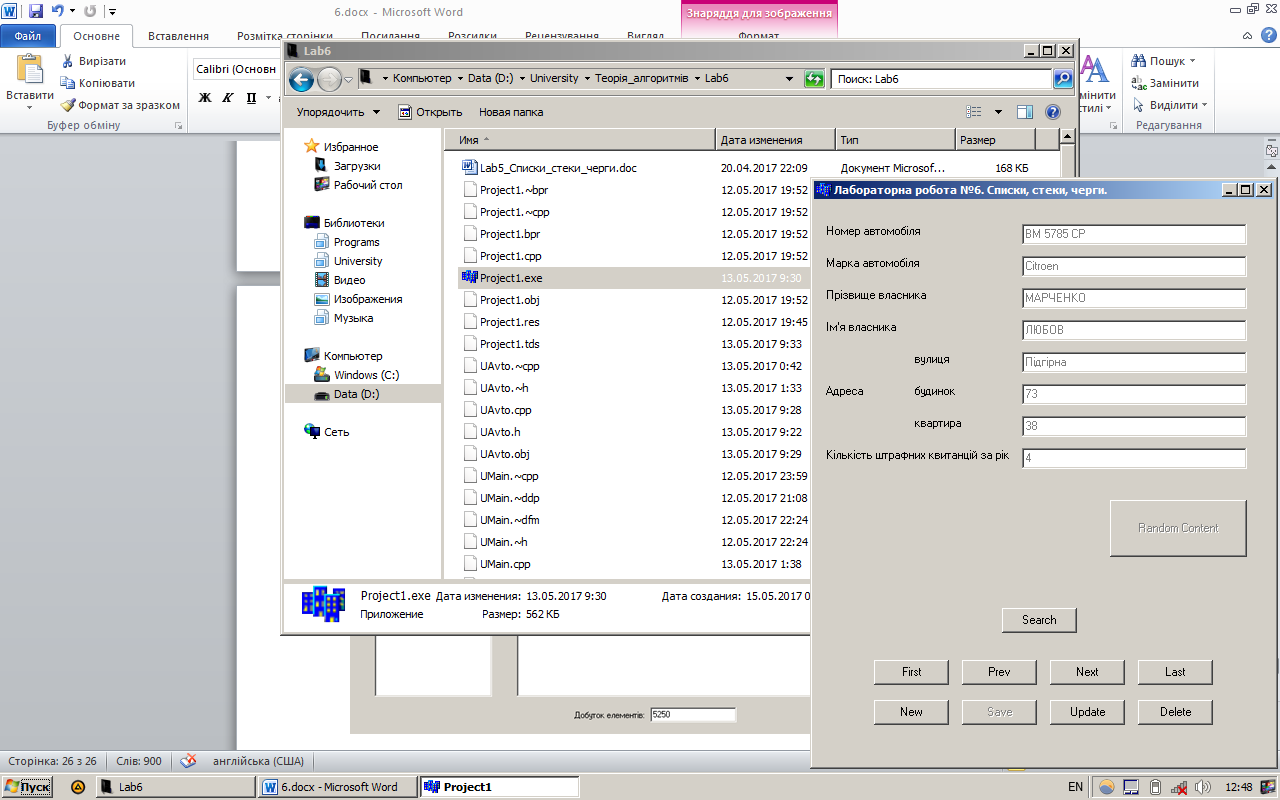 6.docx - Microsoft Word
Знаряддя для зображення
Файл
Основне
Вставлення
Розмітка сторінки
Посилання
Розсилки
Рецензування
Вигляд
Формат
Вставити
Вирізати
Копіювати
Формат за зразком
Буфер обміну
Calibri (Основн
Ж К П
Змінити
стилі
Пошук
Замінити
Виділити
Редагування
Lab6
Компьютер
Data (D:)
University
Теорія_алгоритмів
Lab6
Поиск: Lab6
Упорядочить
Открыть
Новая папка
Избранное
Загрузки
Рабочий стол
Библиотеки
Programs
University
Видео
Изображения
Музыка
Компьютер
Windows (C:)
Data (D:)
Сеть
Имя Дата изменения Тип Размер
Lab5_Списки_стеки_черги.doc 20.04.2017 22:09 Документ Microsof... 168 КБ
Project1.~bpr 12.05.2017 19:52
Project1.~cpp 12.05.2017 19:52
Project1.bpr 12.05.2017 19:52
Project1.cpp 12.05.2017 19:52
Project1.exe 13.05.2017 9:30
Project1.obj 12.05.2017 19:52
Project1.res 12.05.2017 19:45
Project1.tds 13.05.2017 9:33
UAvto.~cpp 13.05.2017 0:42
UAvto.~h 13.05.2017 1:33
UAvto.cpp 13.05.2017 9:28
UAvto.h 13.05.2017 9:22
UAvto.obj 13.05.2017 9:29
UMain.~cpp 12.05.2017 23:59
UMain.~ddp 12.05.2017 21:08
UMain.~dfm 12.05.2017 22:24
UMain.~h 12.05.2017 22:24
UMain.cpp 13.05.2017 1:38
Project1.exe Дата изменения: 13.05.2017 9:30 Дата создания: 15.05.2017 0
Приложение Размер: 562 КБ
Лабораторна робота №6. Списки, стеки, черги.
Номер автомобіля ВМ 5785 СР
Марка автомобіля Citroen
Прізвище власника МАРЧЕНКО
Ім'я власника ЛЮБОВ
вулиця Підгірна
Адреса будинок 73
квартира 38
Кількість штрафних квитанцій за рік 4
Random Content
Search
First Prev Next Last
New Save Update Delete
Добуток елементів: 5250
Сторінка: 26 з 26
Слів: 900
англійська (США)
Пуск
Lab6
6.docx - Microsoft Word
Project1
EN
12:48